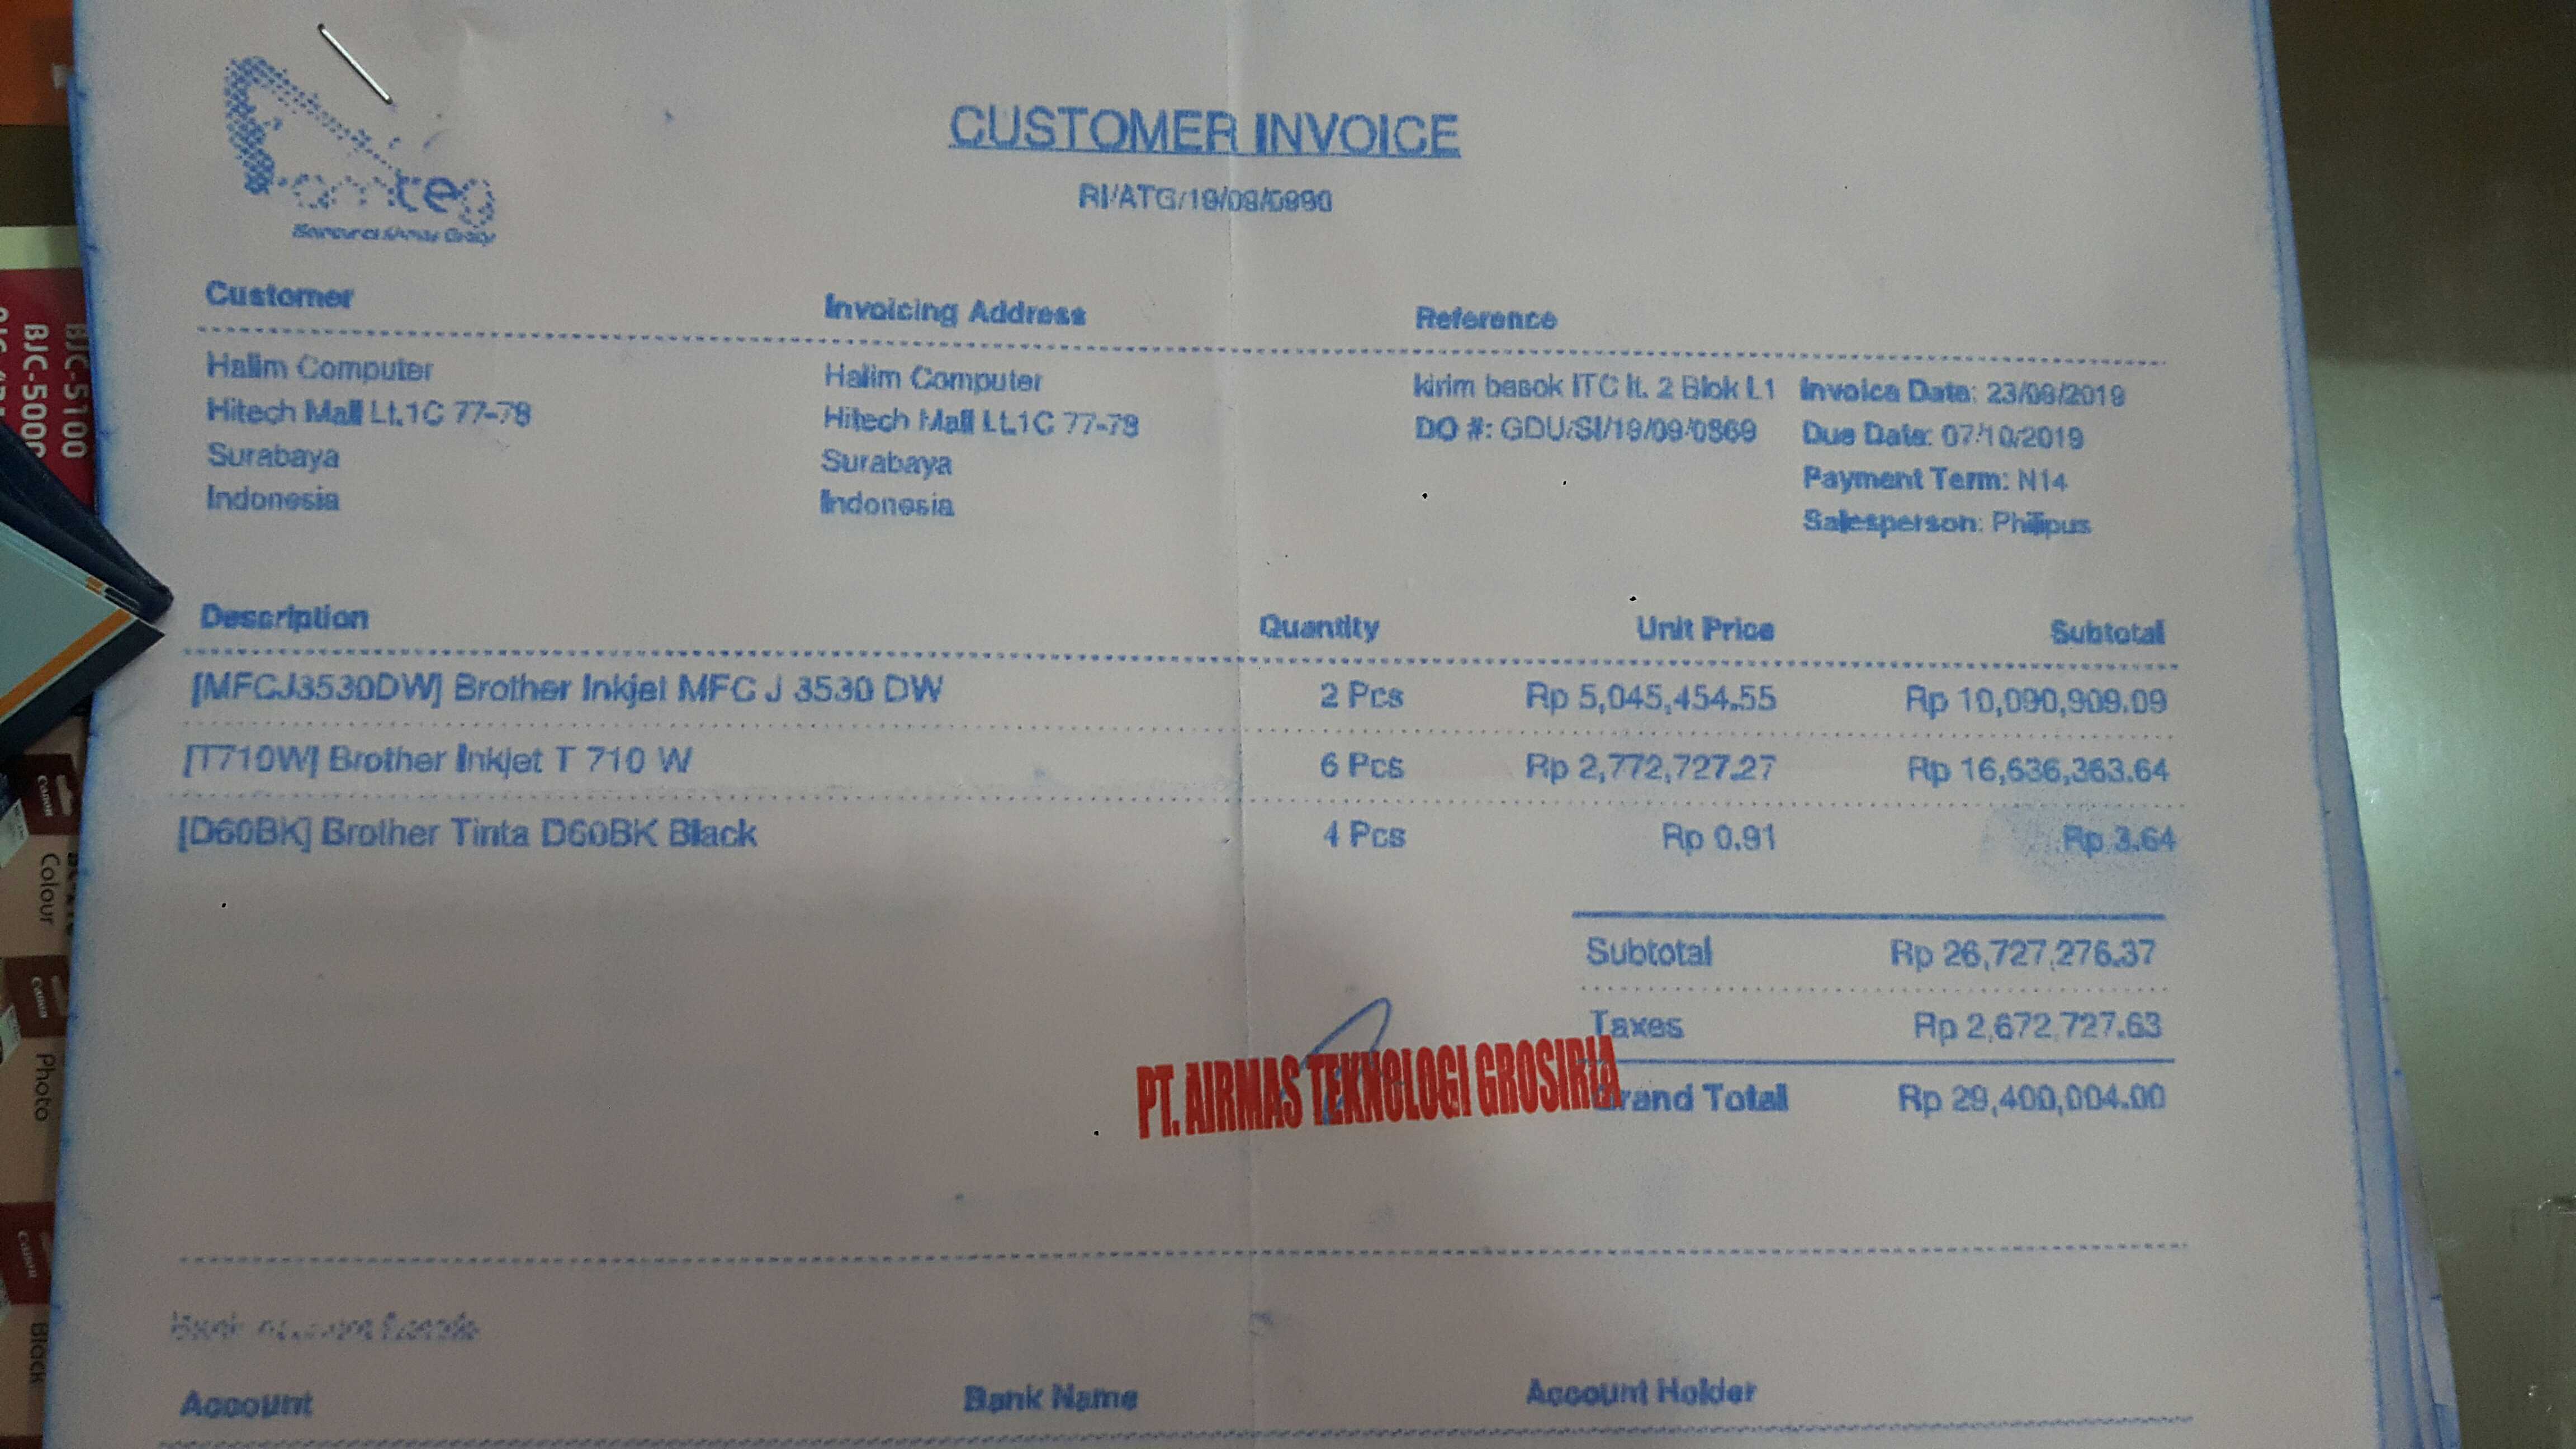 CUSTOMER INVOICE
RI/ATG/19/09/0990
Customer
Invoicing Address
Reference
Halim Computer
Hitech Mall Lt.1C 77-78
Surabaya
Indonesia
Halim Computer
Hitech Mall Lt.1C 77-78
Surabaya
Indonesia
kirim besok ITC lt. 2 Blok L1
DO #: GDU/SI/19/09/0869
Invoice Date: 23/09/2019
Due Date: 07/10/2019
Payment Term: N14
Salesperson: Philipus
Description Quantity Unit Price Subtotal
[MFCJ3530DW] Brother Inkjet MFC J 3530 DW 2 Pcs Rp 5,045,454.55 Rp 10,090,909.09
[T710W] Brother Inkjet T 710 W 6 Pcs Rp 2,772,727.27 Rp 16,636,363.64
[D60BK] Brother Tinta D60BK Black 4 Pcs Rp 0.91 Rp 3.64
Subtotal Rp 26,727,276.37
Taxes Rp 2,672,727.63
Grand Total Rp 29,400,004.00
PT. AIRMAS TEKNOLOGI GROSIRIA
Account Bank Name Account Holder
BJC-5100
BJC-5000
Canon
Colour
Canon
Photo
Canon
Black